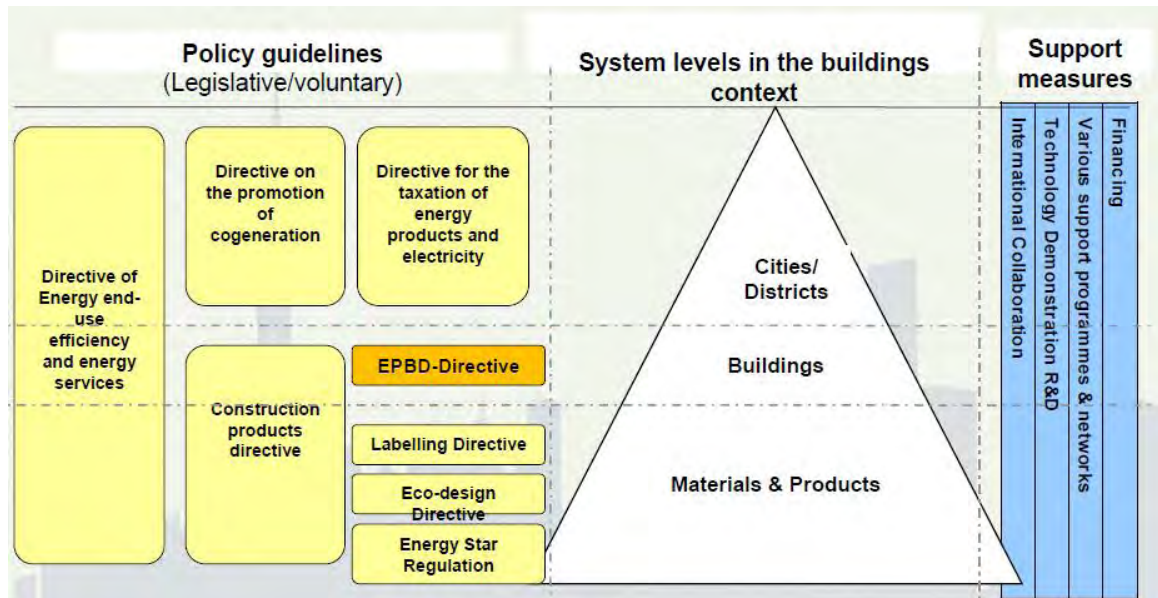 Policy guidelines
(Legislative/voluntary)
System levels in the buildings
context
Support
measures
Directive of
Energy end-
use
efficiency
and energy
services
Directive on
the promotion
of
cogeneration
Directive for the
taxation of
energy
products and
electricity
Construction
products
directive
EPBD-Directive
Labelling Directive
Eco-design
Directive
Energy Star
Regulation
Cities/
Districts
Buildings
Materials & Products
Financing
Various support programmes & networks
Technology Demonstration R&D
International Collaboration